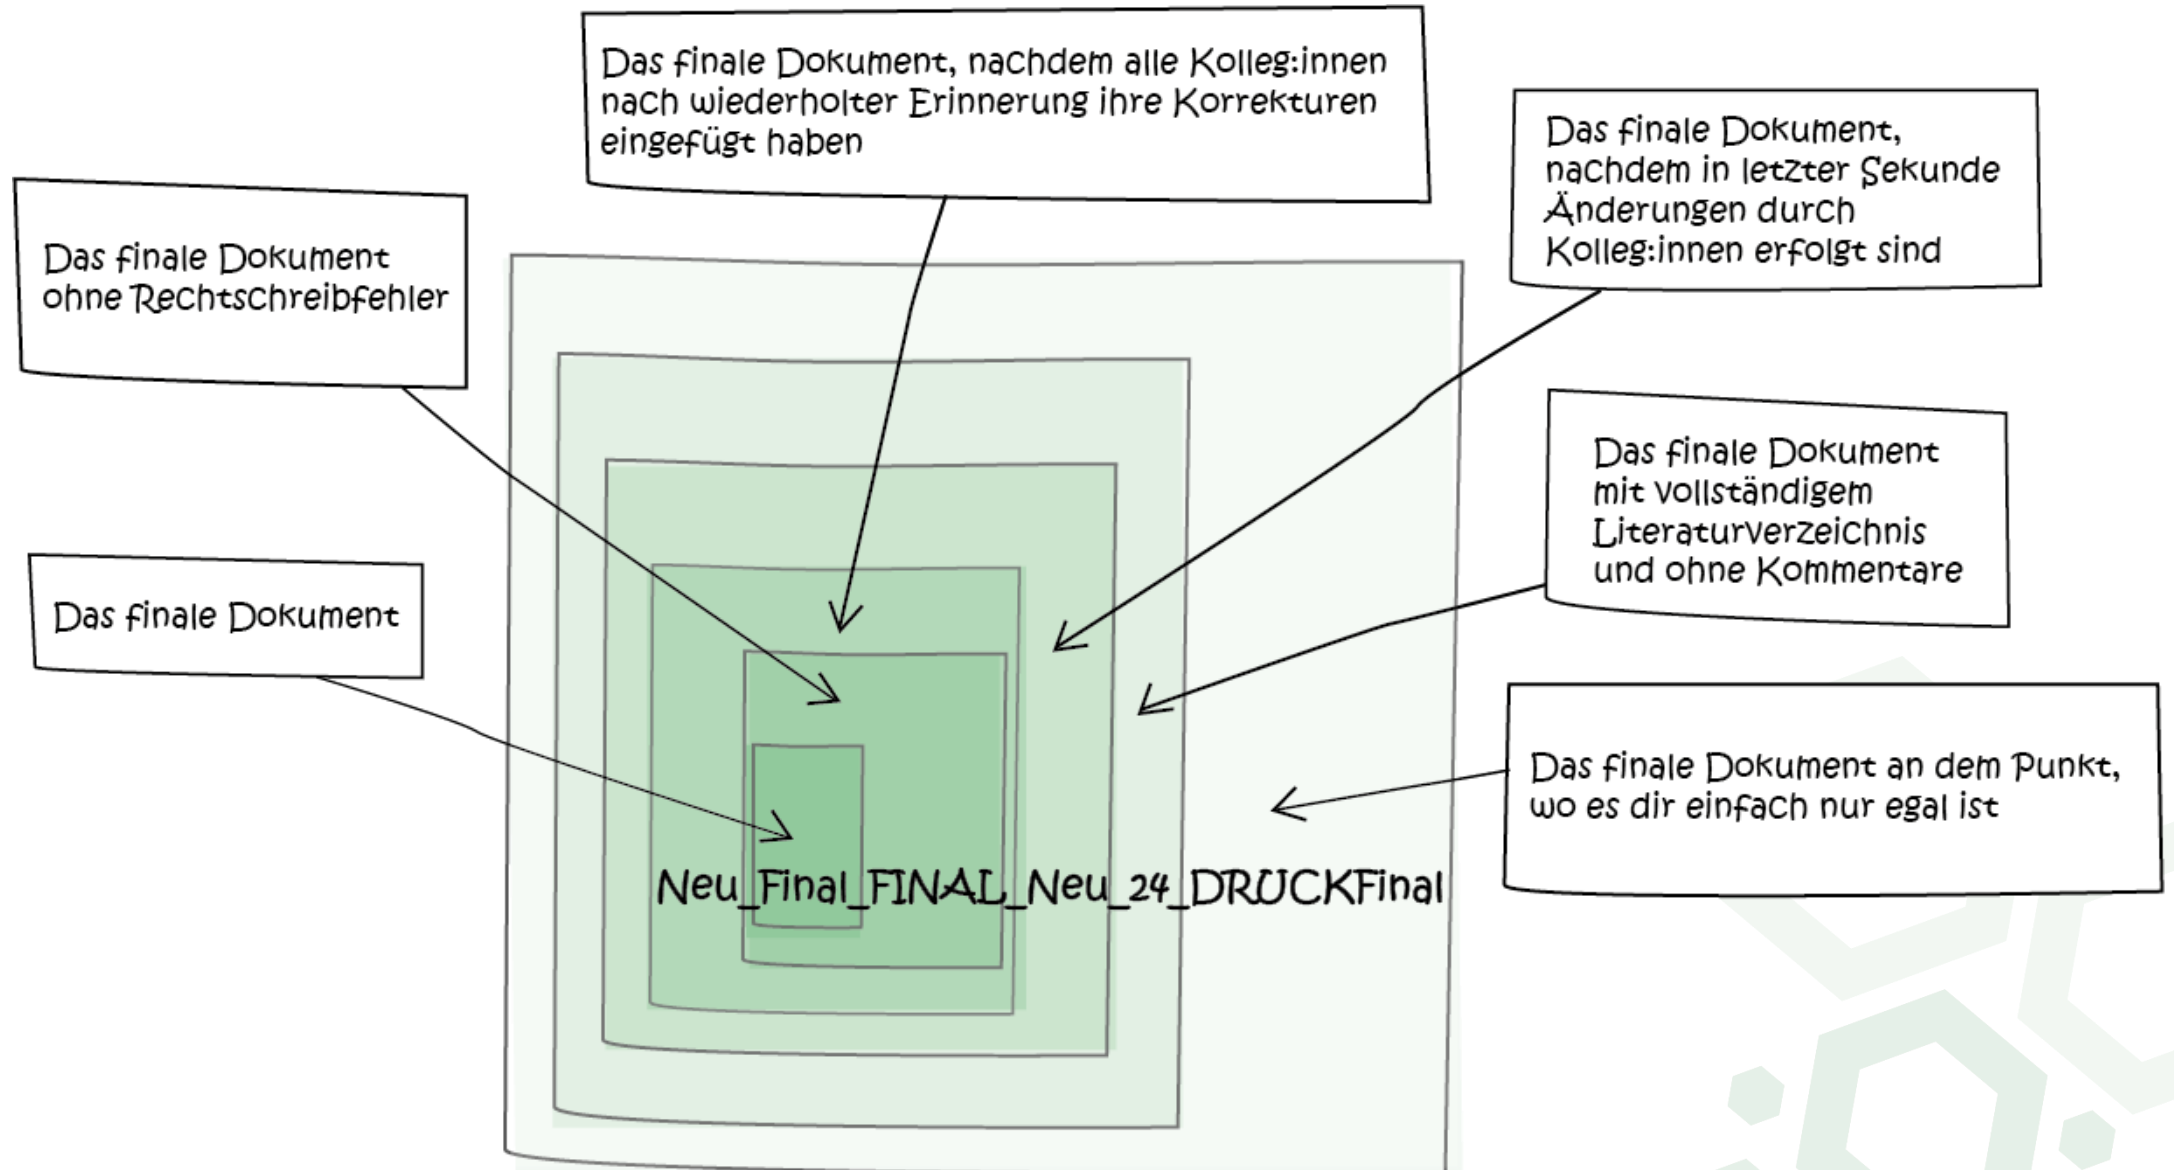 Das finale Dokument, nachdem alle Kolleg:innen
nach wiederholter Erinnerung ihre Korrekturen
eingefügt haben
Das finale Dokument,
nachdem in letzter Sekunde
Änderungen durch
Kolleg:innen erfolgt sind
Das finale Dokument
ohne Rechtschreibfehler
Das finale Dokument
mit vollständigem
Literaturverzeichnis
und ohne Kommentare
Das finale Dokument
Das finale Dokument an dem Punkt,
wo es dir einfach nur egal ist
Neu_Final_FINAL_Neu_24_DRUCKFinal